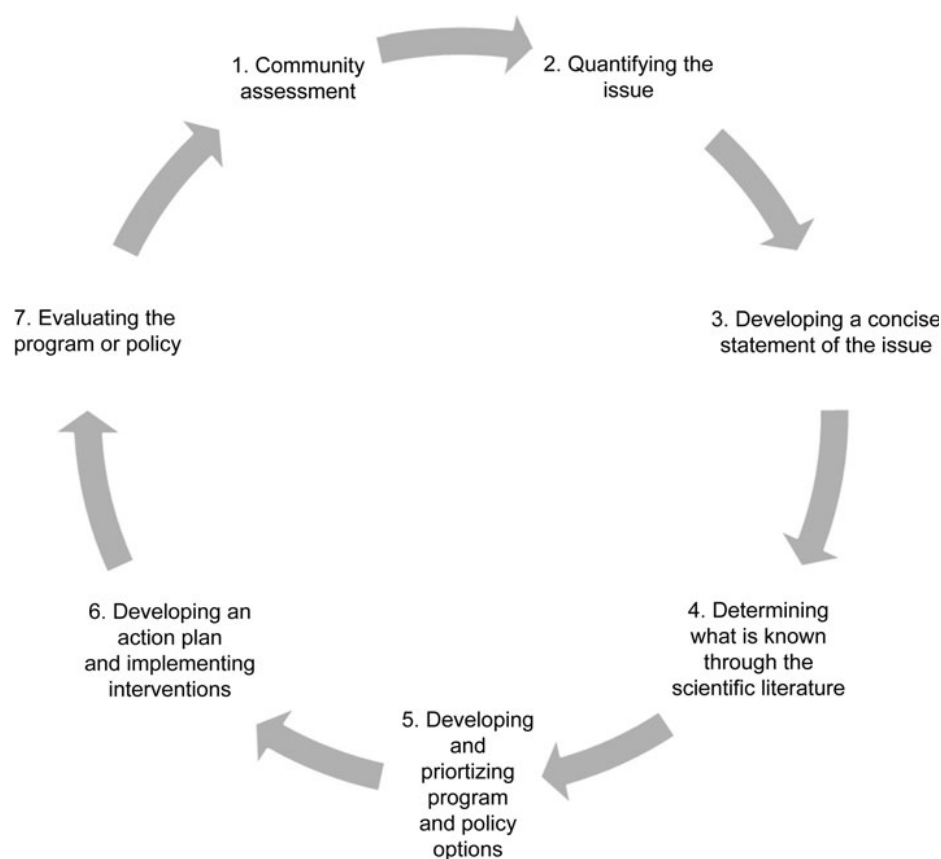 1. Community
assessment
2. Quantifying the
issue
3. Developing a concise
statement of the issue
4. Determining
what is known
through the
scientific literature
5. Developing
and
priortizing
program
and policy
options
6. Developing an
action plan
and implementing
interventions
7. Evaluating the
program or policy